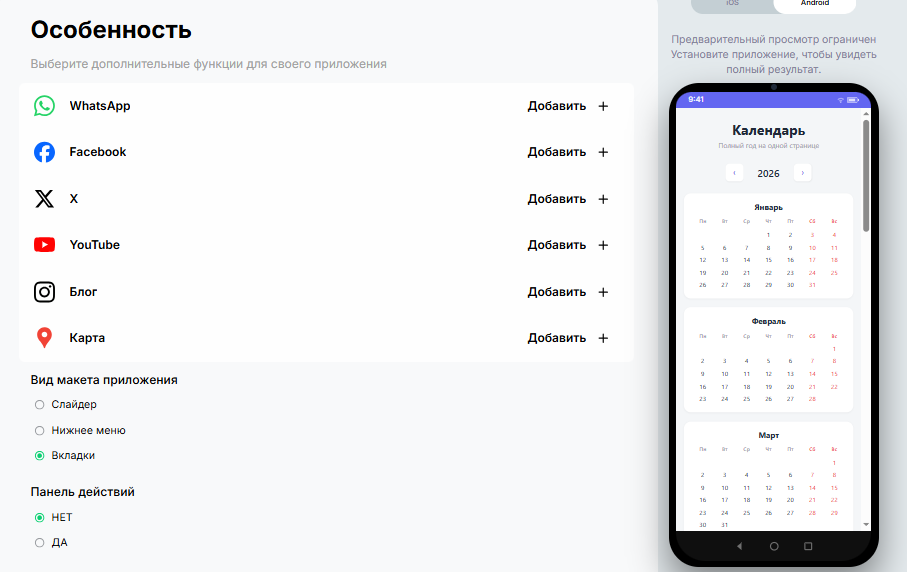 Особенность
Выберите дополнительные функции для своего приложения
WhatsApp Добавить +
Facebook Добавить +
X Добавить +
YouTube Добавить +
Блог Добавить +
Карта Добавить +
Вид макета приложения
Слайдер
Нижнее меню
Вкладки
Панель действий
НЕТ
ДА
iOS Android
Предварительный просмотр ограничен
Установите приложение, чтобы увидеть
полный результат.
9:41
Календарь
Полный год на одной странице
‹ 2026 ›
Январь
Пн Вт Ср Чт Пт Сб Вс
1 2 3 4
5 6 7 8 9 10 11
12 13 14 15 16 17 18
19 20 21 22 23 24 25
26 27 28 29 30 31
Февраль
Пн Вт Ср Чт Пт Сб Вс
1
2 3 4 5 6 7 8
9 10 11 12 13 14 15
16 17 18 19 20 21 22
23 24 25 26 27 28
Март
Пн Вт Ср Чт Пт Сб Вс
1
2 3 4 5 6 7 8
9 10 11 12 13 14 15
16 17 18 19 20 21 22
23 24 25 26 27 28 29
30 31